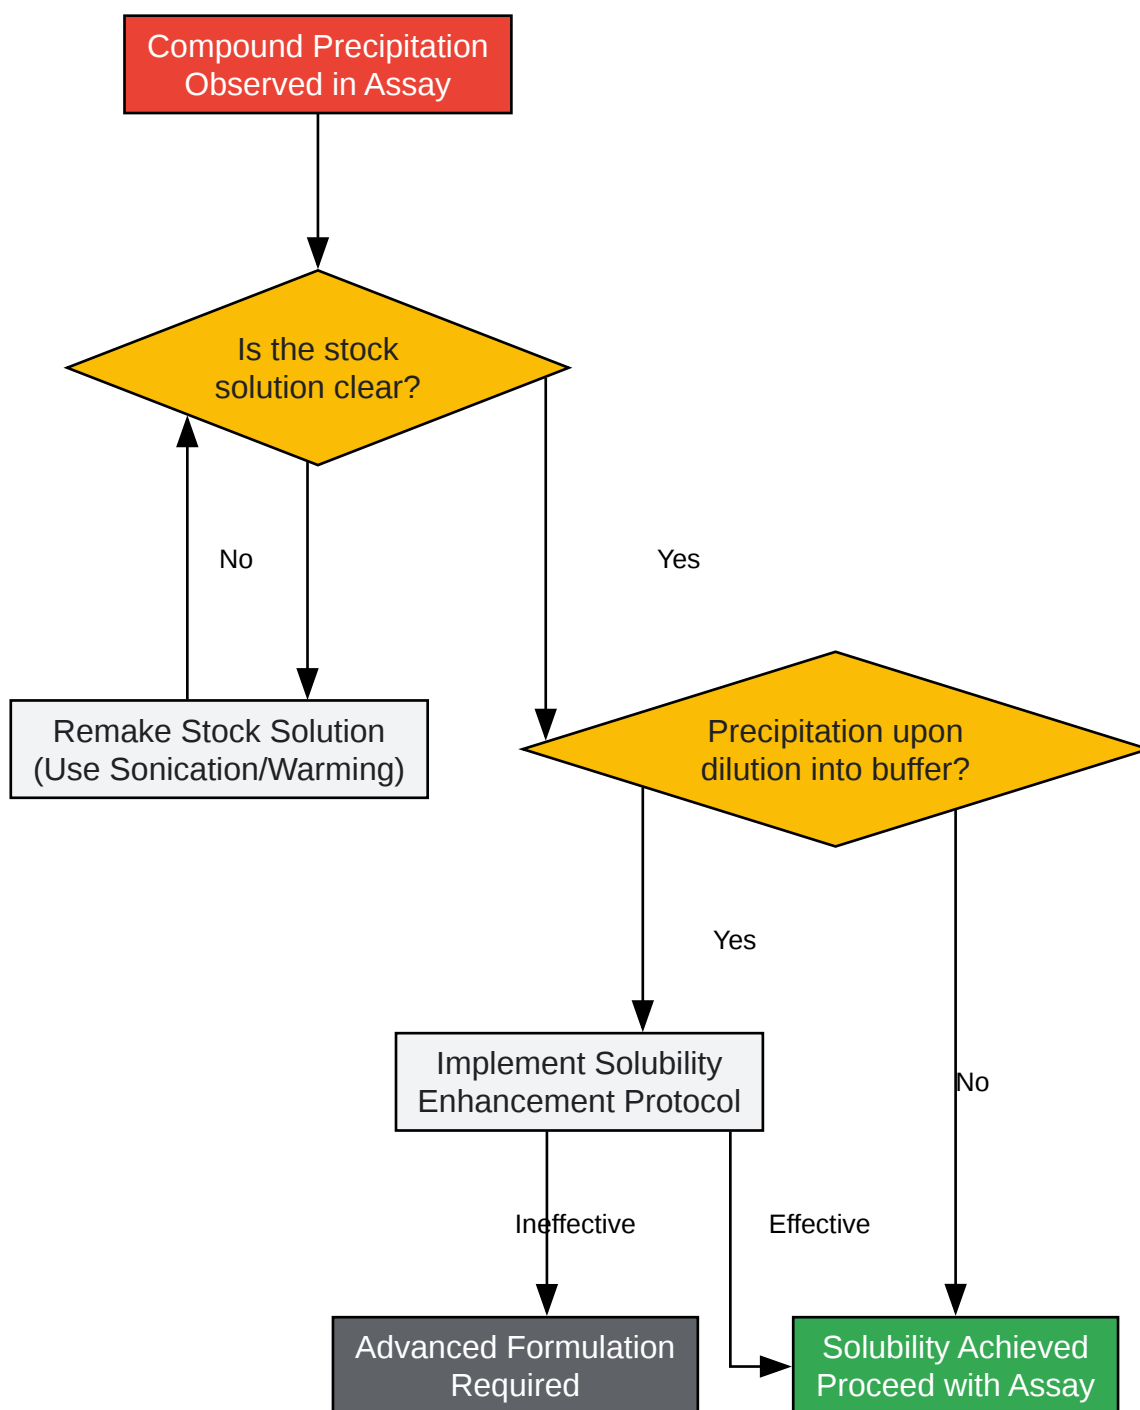 Compound Precipitation
Observed in Assay
Is the stock
solution clear?
No
Yes
Remake Stock Solution
(Use Sonication/Warming)
Precipitation upon
dilution into buffer?
Yes
Implement Solubility
Enhancement Protocol
No
Ineffective
Effective
Advanced Formulation
Required
Solubility Achieved
Proceed with Assay